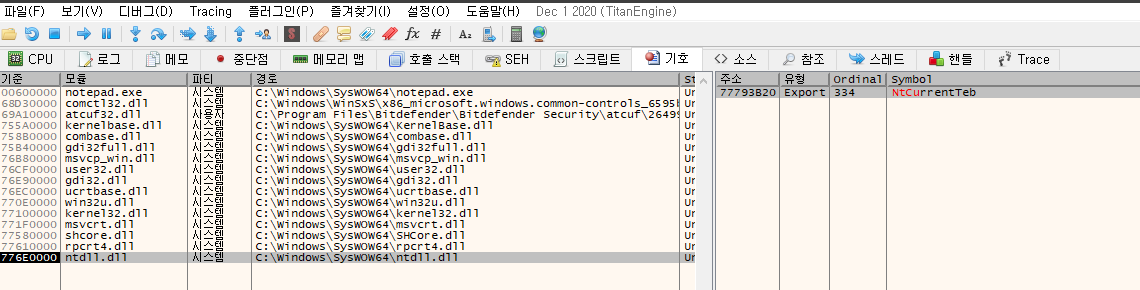 파일(F) 보기(V) 디버그(D) Tracing 플러그인(P) 즐겨찾기(I) 설정(O) 도움말(H) Dec 1 2020 (TitanEngine)
CPU 로그 메모 중단점 메모리 맵 호출 스택 SEH 스크립트 기호 소스 참조 스레드 핸들 Trace
기준 모듈 파티 경로 St 주소 유형 Ordinal Symbol
00600000 notepad.exe 시스템 C:\Windows\SysWOW64\notepad.exe Ur 77793B20 Export 334 NtCurrentTeb
68D30000 comctl32.dll 시스템 C:\Windows\WinSxS\x86_microsoft.windows.common-controls_6595b Ur
69A10000 atcuf32.dll 사용자 C:\Program Files\Bitdefender\Bitdefender Security\atcuf\26499 Ur
755A0000 kernelbase.dll 시스템 C:\Windows\SysWOW64\KernelBase.dll Ur
758B0000 combase.dll 시스템 C:\Windows\SysWOW64\combase.dll Ur
75B40000 gdi32full.dll 시스템 C:\Windows\SysWOW64\gdi32full.dll Ur
76B80000 msvcp_win.dll 시스템 C:\Windows\SysWOW64\msvcp_win.dll Ur
76CF0000 user32.dll 시스템 C:\Windows\SysWOW64\user32.dll Ur
76E90000 gdi32.dll 시스템 C:\Windows\SysWOW64\gdi32.dll Ur
76EC0000 ucrtbase.dll 시스템 C:\Windows\SysWOW64\ucrtbase.dll Ur
770E0000 win32u.dll 시스템 C:\Windows\SysWOW64\win32u.dll Ur
77100000 kernel32.dll 시스템 C:\Windows\SysWOW64\kernel32.dll Ur
771F0000 msvcrt.dll 시스템 C:\Windows\SysWOW64\msvcrt.dll Ur
77580000 shcore.dll 시스템 C:\Windows\SysWOW64\SHCore.dll Ur
77610000 rpcrt4.dll 시스템 C:\Windows\SysWOW64\rpcrt4.dll Ur
776E0000 ntdll.dll 시스템 C:\Windows\SysWOW64\ntdll.dll Ur